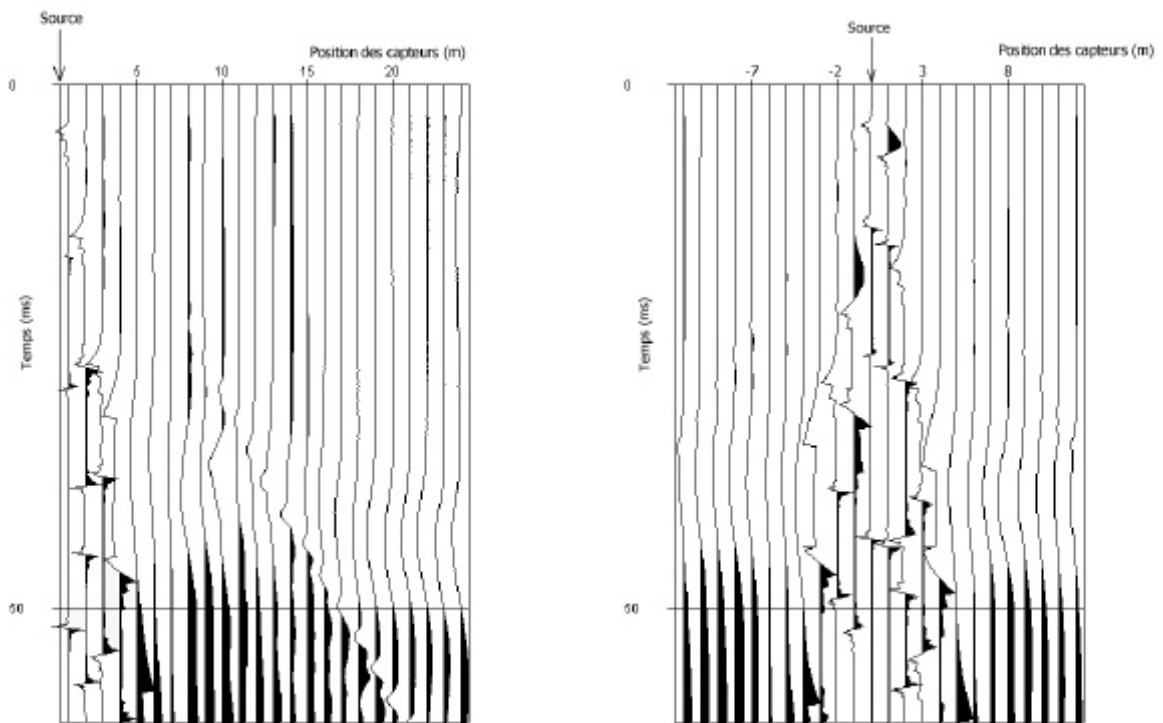 Source
Position des capteurs (m)
5 10 15 20
0
Temps (ms)
50
Source
Position des capteurs (m)
-7 -2 0 3 8
0
Temps (ms)
50